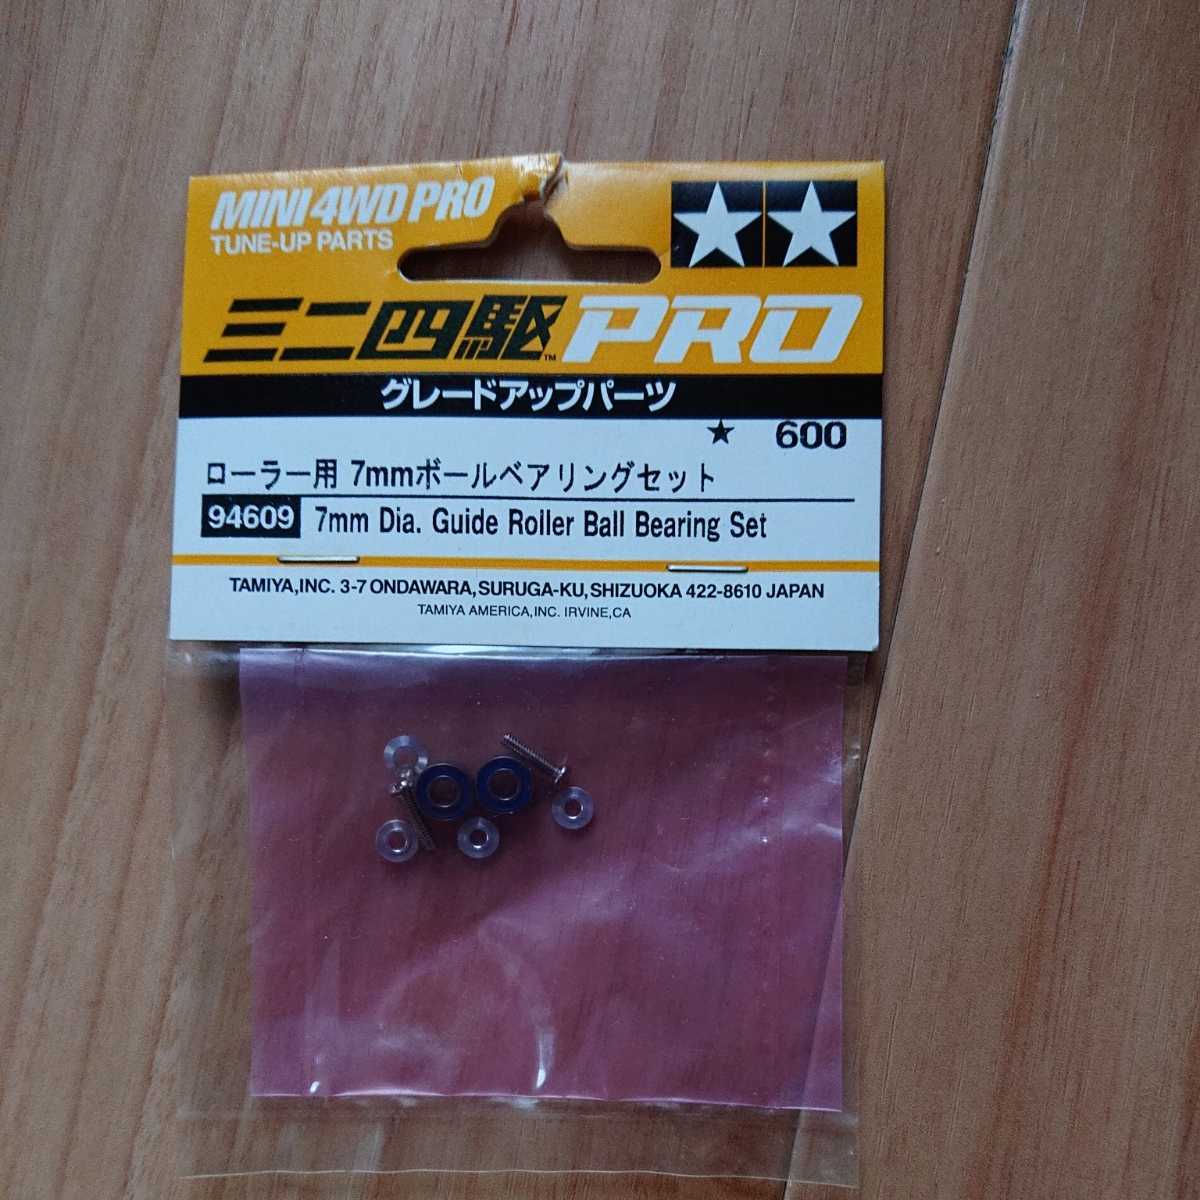 MINI 4WD PRO
TUNE-UP PARTS
ミニ四駆™ PRO
グレードアップパーツ
★ 600
ローラー用 7mmボールベアリングセット
94609 7mm Dia. Guide Roller Ball Bearing Set
TAMIYA,INC. 3-7 ONDAWARA,SURUGA-KU,SHIZUOKA 422-8610 JAPAN
TAMIYA AMERICA,INC. IRVINE,CA